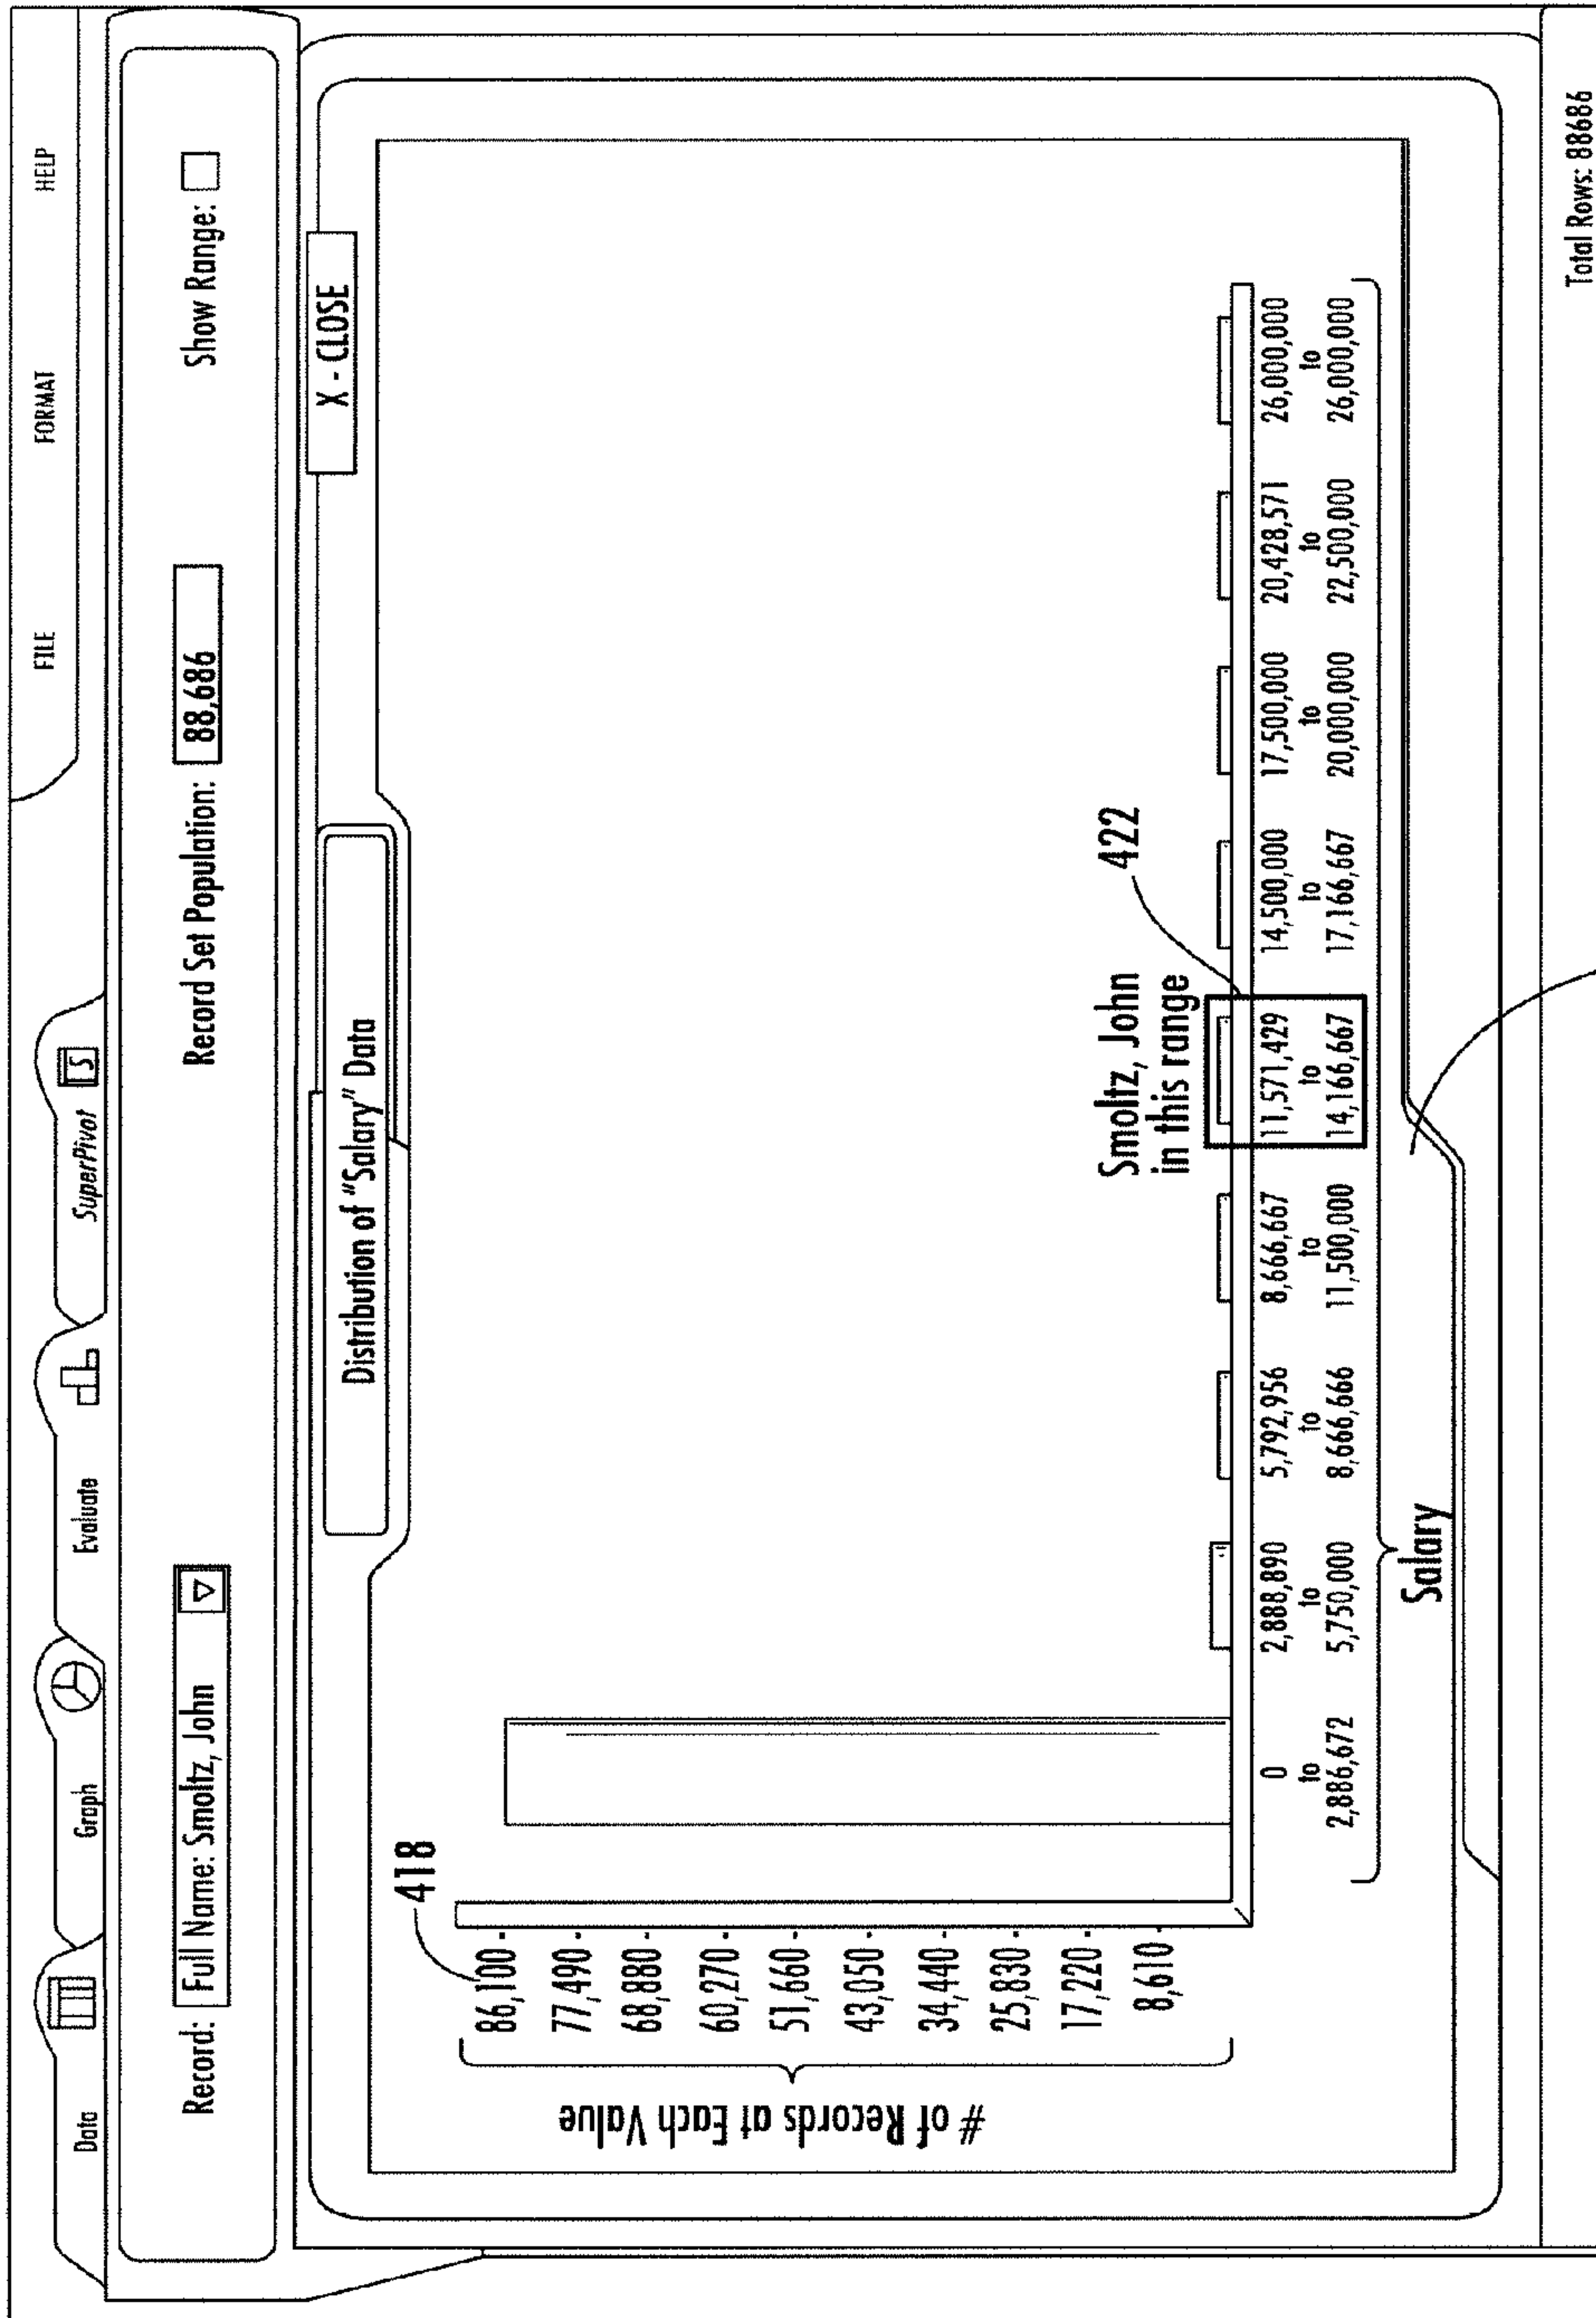 FILE FORMAT HELP
Data Graph Evaluate SuperPivot S
Record: Full Name: Smoltz, John Record Set Population: 88,686 Show Range:
Distribution of "Salary" Data
X - CLOSE
# of Records at Each Value
418
86,100
77,490
68,880
60,270
51,660
43,050
34,440
25,830
17,220
8,610
Smoltz, John
in this range
422
0 2,888,890 5,792,956 8,666,667 11,571,429 14,500,000 17,500,000 20,428,571 26,000,000
to to to to to to to to to
2,886,672 5,750,000 8,666,666 11,500,000 14,166,667 17,166,667 20,000,000 22,500,000 26,000,000
Salary
Total Rows: 88686